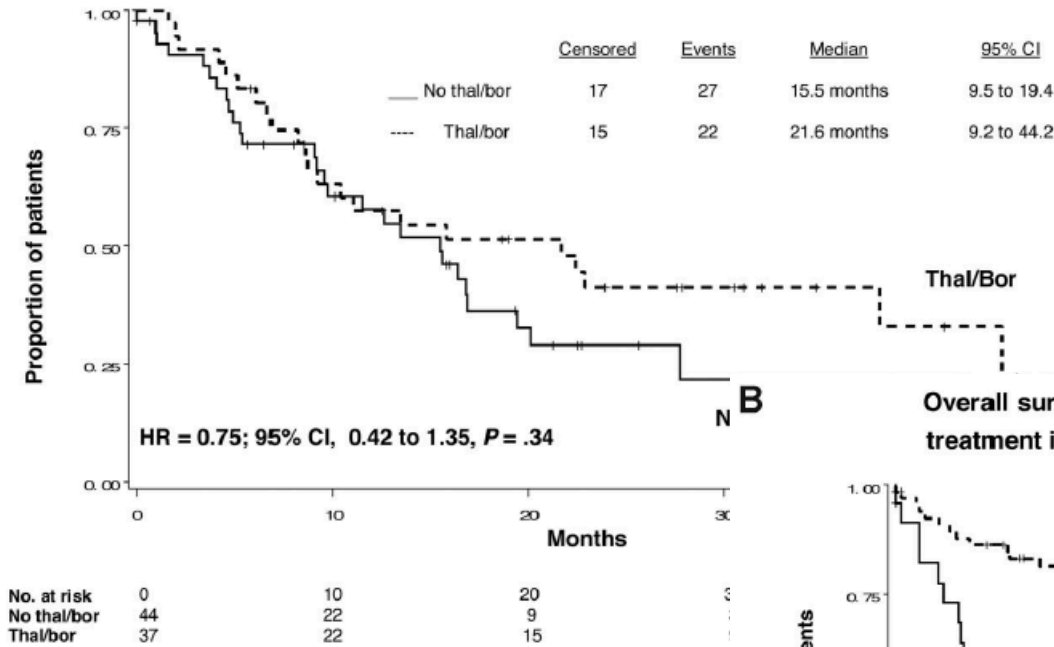 1.00
Censored Events Median 95% CI
No thal/bor 17 27 15.5 months 9.5 to 19.4
Thal/bor 15 22 21.6 months 9.2 to 44.2
0.75
Proportion of patients
0.50
Thal/Bor
0.25
N
HR = 0.75; 95% CI, 0.42 to 1.35, P = .34
0.00
0 10 20 30
Months
No. at risk 0 10 20
No thal/bor 44 22 9
Thal/bor 37 22 15
B
Overall sur
treatment i
1.00
0.75
ents